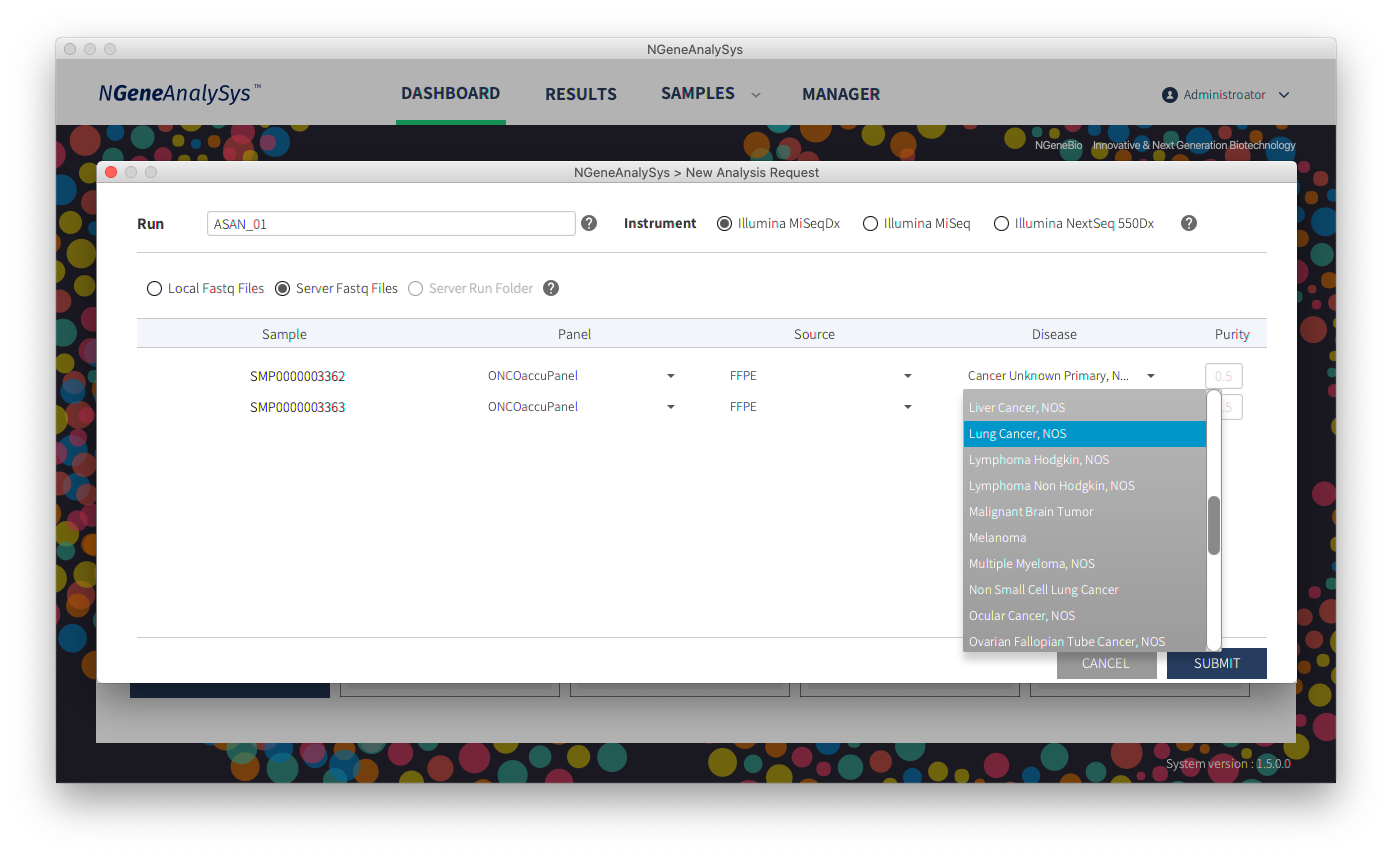 NGeneAnalySys
NGeneAnalySys™ DASHBOARD RESULTS SAMPLES MANAGER Administroator
NGeneBio Innovative & Next Generation Biotechnology
NGeneAnalySys > New Analysis Request
Run ASAN_01 ? Instrument Illumina MiSeqDx Illumina MiSeq Illumina NextSeq 550Dx ?
Local Fastq Files Server Fastq Files Server Run Folder ?
Sample Panel Source Disease Purity
SMP0000003362 ONCOaccuPanel FFPE Cancer Unknown Primary, N... 0.5
SMP0000003363 ONCOaccuPanel FFPE .5
Liver Cancer, NOS
Lung Cancer, NOS
Lymphoma Hodgkin, NOS
Lymphoma Non Hodgkin, NOS
Malignant Brain Tumor
Melanoma
Multiple Myeloma, NOS
Non Small Cell Lung Cancer
Ocular Cancer, NOS
Ovarian Fallopian Tube Cancer, NOS
CANCEL SUBMIT
System version : 1.5.0.0